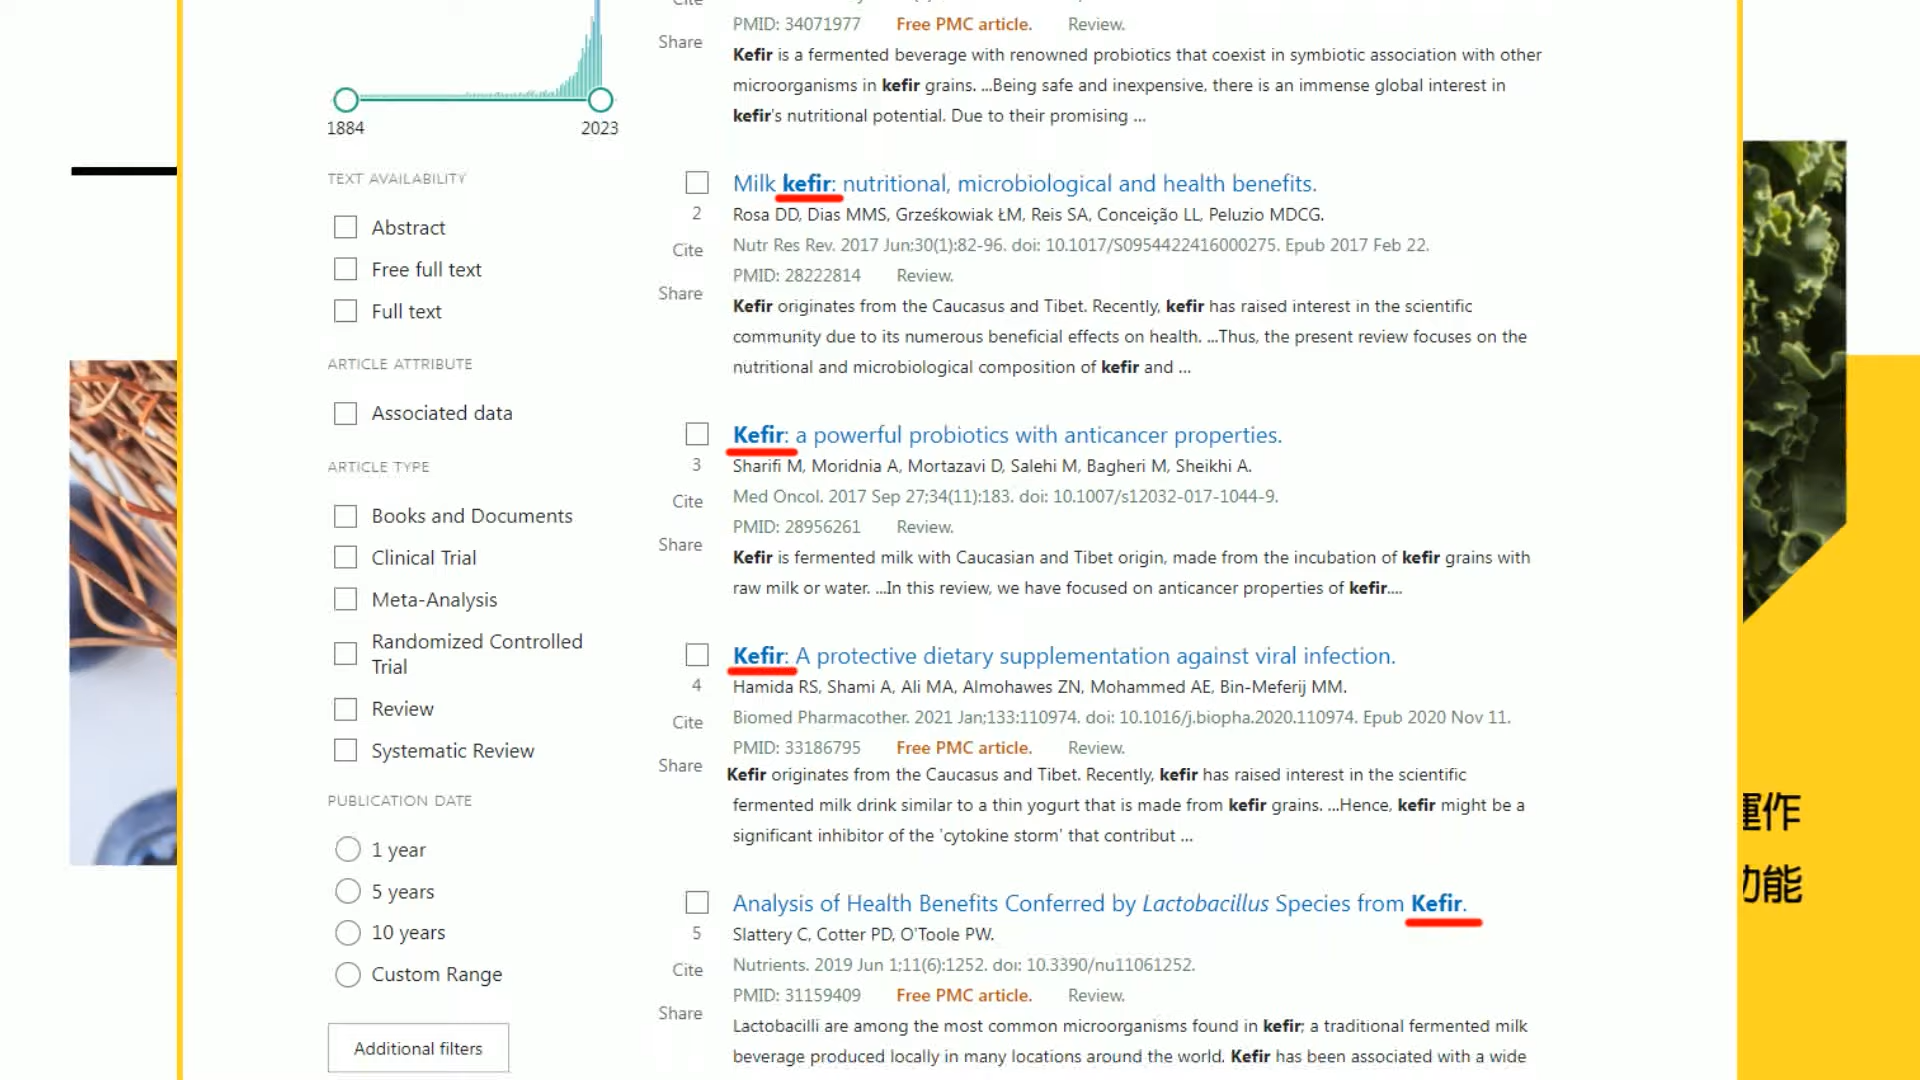 1884
2023
TEXT AVAILABILITY
Abstract
Free full text
Full text
ARTICLE ATTRIBUTE
Associated data
ARTICLE TYPE
Books and Documents
Clinical Trial
Meta-Analysis
Randomized Controlled
Trial
Review
Systematic Review
PUBLICATION DATE
1 year
5 years
10 years
Custom Range
Additional filters
Cite
Share
PMID: 34071977 Free PMC article. Review.
Kefir is a fermented beverage with renowned probiotics that coexist in symbiotic association with other
microorganisms in kefir grains. ...Being safe and inexpensive, there is an immense global interest in
kefir's nutritional potential. Due to their promising ...
Milk kefir: nutritional, microbiological and health benefits.
2
Cite
Share
Rosa DD, Dias MMS, Grześkowiak ŁM, Reis SA, Conceição LL, Peluzio MDCG.
Nutr Res Rev. 2017 Jun;30(1):82-96. doi: 10.1017/S0954422416000275. Epub 2017 Feb 22.
PMID: 28222814 Review.
Kefir originates from the Caucasus and Tibet. Recently, kefir has raised interest in the scientific
community due to its numerous beneficial effects on health. ...Thus, the present review focuses on the
nutritional and microbiological composition of kefir and ...
Kefir: a powerful probiotics with anticancer properties.
3
Cite
Share
Sharifi M, Moridnia A, Mortazavi D, Salehi M, Bagheri M, Sheikhi A.
Med Oncol. 2017 Sep 27;34(11):183. doi: 10.1007/s12032-017-1044-9.
PMID: 28956261 Review.
Kefir is fermented milk with Caucasian and Tibet origin, made from the incubation of kefir grains with
raw milk or water. ...In this review, we have focused on anticancer properties of kefir....
Kefir: A protective dietary supplementation against viral infection.
4
Cite
Share
Hamida RS, Shami A, Ali MA, Almohawes ZN, Mohammed AE, Bin-Meferij MM.
Biomed Pharmacother. 2021 Jan;133:110974. doi: 10.1016/j.biopha.2020.110974. Epub 2020 Nov 11.
PMID: 33186795 Free PMC article. Review.
Kefir originates from the Caucasus and Tibet. Recently, kefir has raised interest in the scientific
fermented milk drink similar to a thin yogurt that is made from kefir grains. ...Hence, kefir might be a
significant inhibitor of the 'cytokine storm' that contribut ...
Analysis of Health Benefits Conferred by Lactobacillus Species from Kefir.
5
Cite
Share
Slattery C, Cotter PD, O'Toole PW.
Nutrients. 2019 Jun 1;11(6):1252. doi: 10.3390/nu11061252.
PMID: 31159409 Free PMC article. Review.
Lactobacilli are among the most common microorganisms found in kefir; a traditional fermented milk
beverage produced locally in many locations around the world. Kefir has been associated with a wide
運作
功能